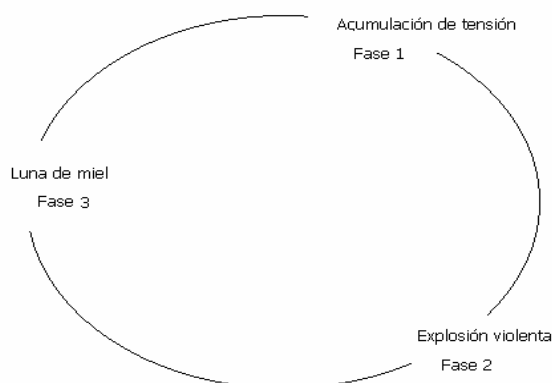 Acumulación de tensión
Fase 1
Luna de miel
Fase 3
Explosión violenta
Fase 2